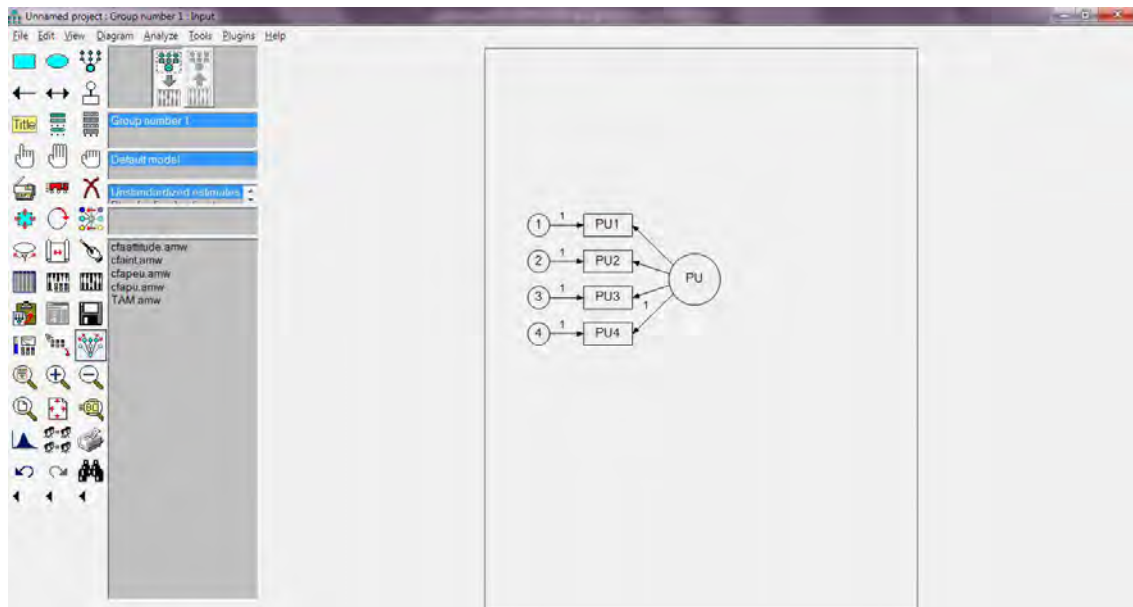 Unnamed project : Group number 1 : Input
File Edit View Diagram Analyze Tools Plugins Help
Title
Group number 1
Default model
Unstandardized estimates
cfaattitude.amw
cfaint.amw
cfapeu.amw
cfapu.amw
TAM.amw
1 1 PU1
2 1 PU2
3 1 PU3
4 1 PU4
PU
1